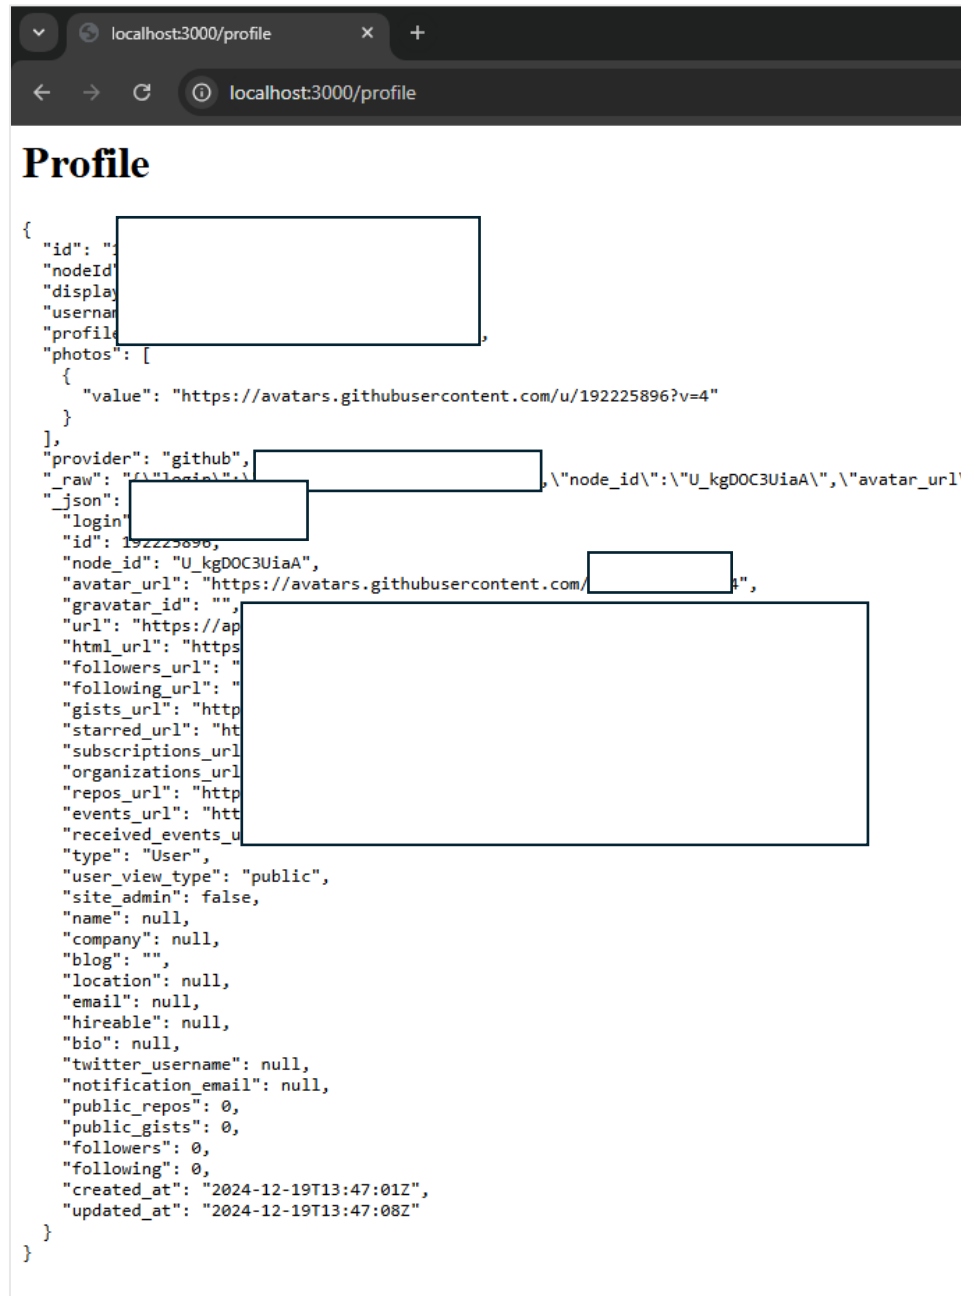 localhost:3000/profile
localhost:3000/profile
Profile
{
"id": "1
"nodeId"
"display
"usernam
"profile ,
"photos": [
{
"value": "https://avatars.githubusercontent.com/u/192225896?v=4"
}
],
"provider": "github",
"_raw": "{\"login\":\ ,\"node_id\":\"U_kgDOC3UiaA\",\"avatar_url\
"_json":
"login"
"id": 192225896,
"node_id": "U_kgDOC3UiaA",
"avatar_url": "https://avatars.githubusercontent.com/ 4",
"gravatar_id": "",
"url": "https://ap
"html_url": "https
"followers_url": "
"following_url": "
"gists_url": "http
"starred_url": "ht
"subscriptions_url
"organizations_url
"repos_url": "http
"events_url": "htt
"received_events_u
"type": "User",
"user_view_type": "public",
"site_admin": false,
"name": null,
"company": null,
"blog": "",
"location": null,
"email": null,
"hireable": null,
"bio": null,
"twitter_username": null,
"notification_email": null,
"public_repos": 0,
"public_gists": 0,
"followers": 0,
"following": 0,
"created_at": "2024-12-19T13:47:01Z",
"updated_at": "2024-12-19T13:47:08Z"
}
}